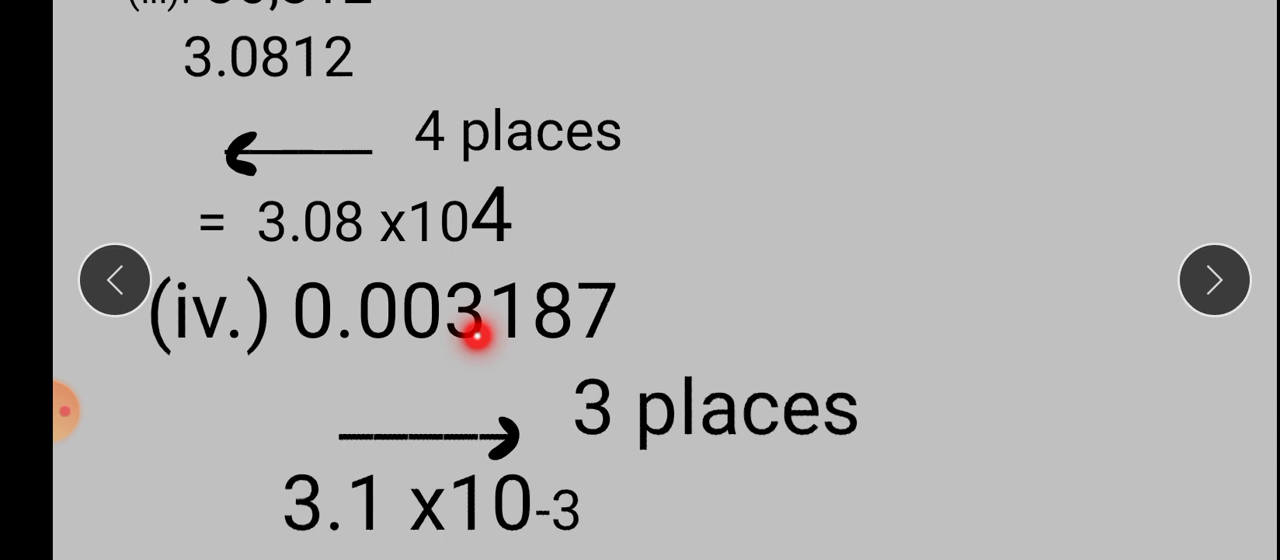 3.0812
4 places
= 3.08 x104
(iv.) 0.003187
3 places
3.1 x10-3